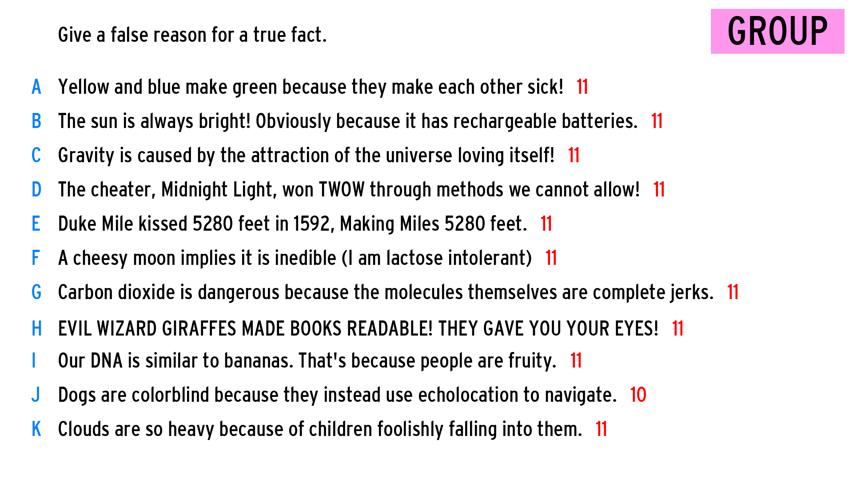 Give a false reason for a true fact.
GROUP
A Yellow and blue make green because they make each other sick! 11
B The sun is always bright! Obviously because it has rechargeable batteries. 11
C Gravity is caused by the attraction of the universe loving itself! 11
D The cheater, Midnight Light, won TWOW through methods we cannot allow! 11
E Duke Mile kissed 5280 feet in 1592, Making Miles 5280 feet. 11
F A cheesy moon implies it is inedible (I am lactose intolerant) 11
G Carbon dioxide is dangerous because the molecules themselves are complete jerks. 11
H EVIL WIZARD GIRAFFES MADE BOOKS READABLE! THEY GAVE YOU YOUR EYES! 11
I Our DNA is similar to bananas. That's because people are fruity. 11
J Dogs are colorblind because they instead use echolocation to navigate. 10
K Clouds are so heavy because of children foolishly falling into them. 11